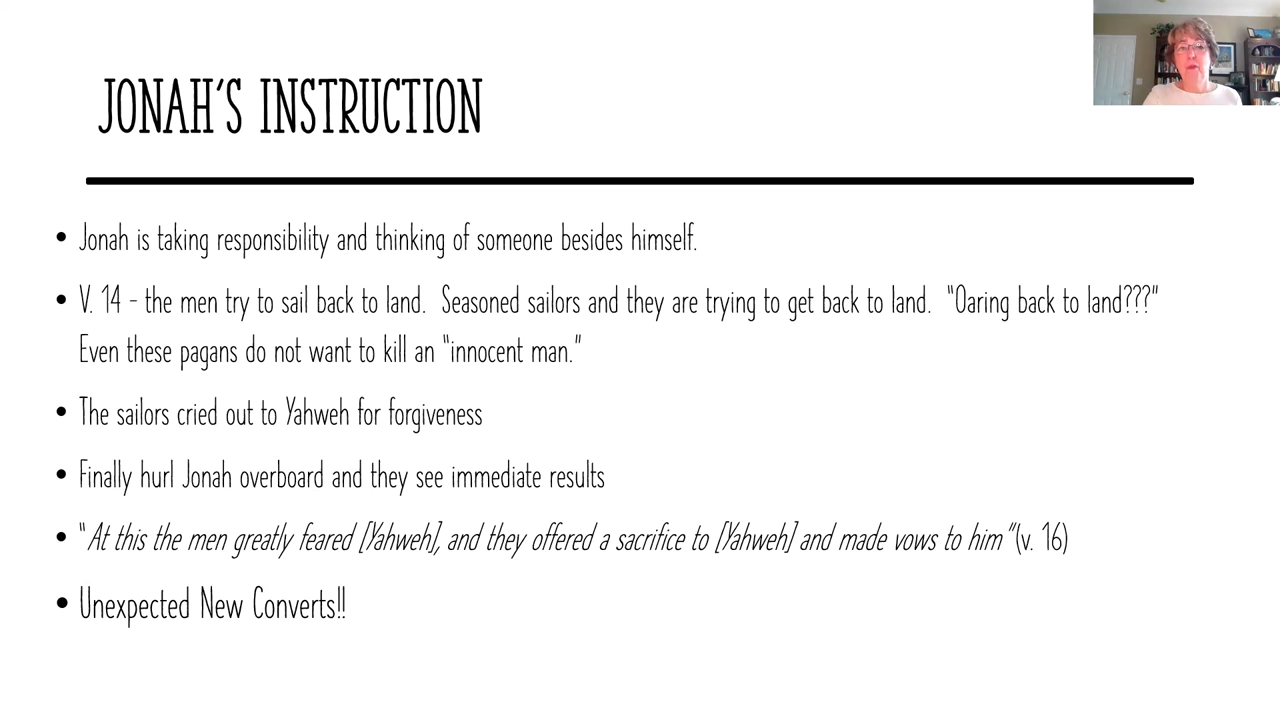 JONAH'S INSTRUCTION
• Jonah is taking responsibility and thinking of someone besides himself.
• V. 14 - the men try to sail back to land.  Seasoned sailors and they are trying to get back to land.  "Oaring back to land???"
Even these pagans do not want to kill an "innocent man."
• The sailors cried out to Yahweh for forgiveness
• Finally hurl Jonah overboard and they see immediate results
• "At this the men greatly feared [Yahweh], and they offered a sacrifice to [Yahweh] and made vows to him"(v. 16)
• Unexpected New Converts!!